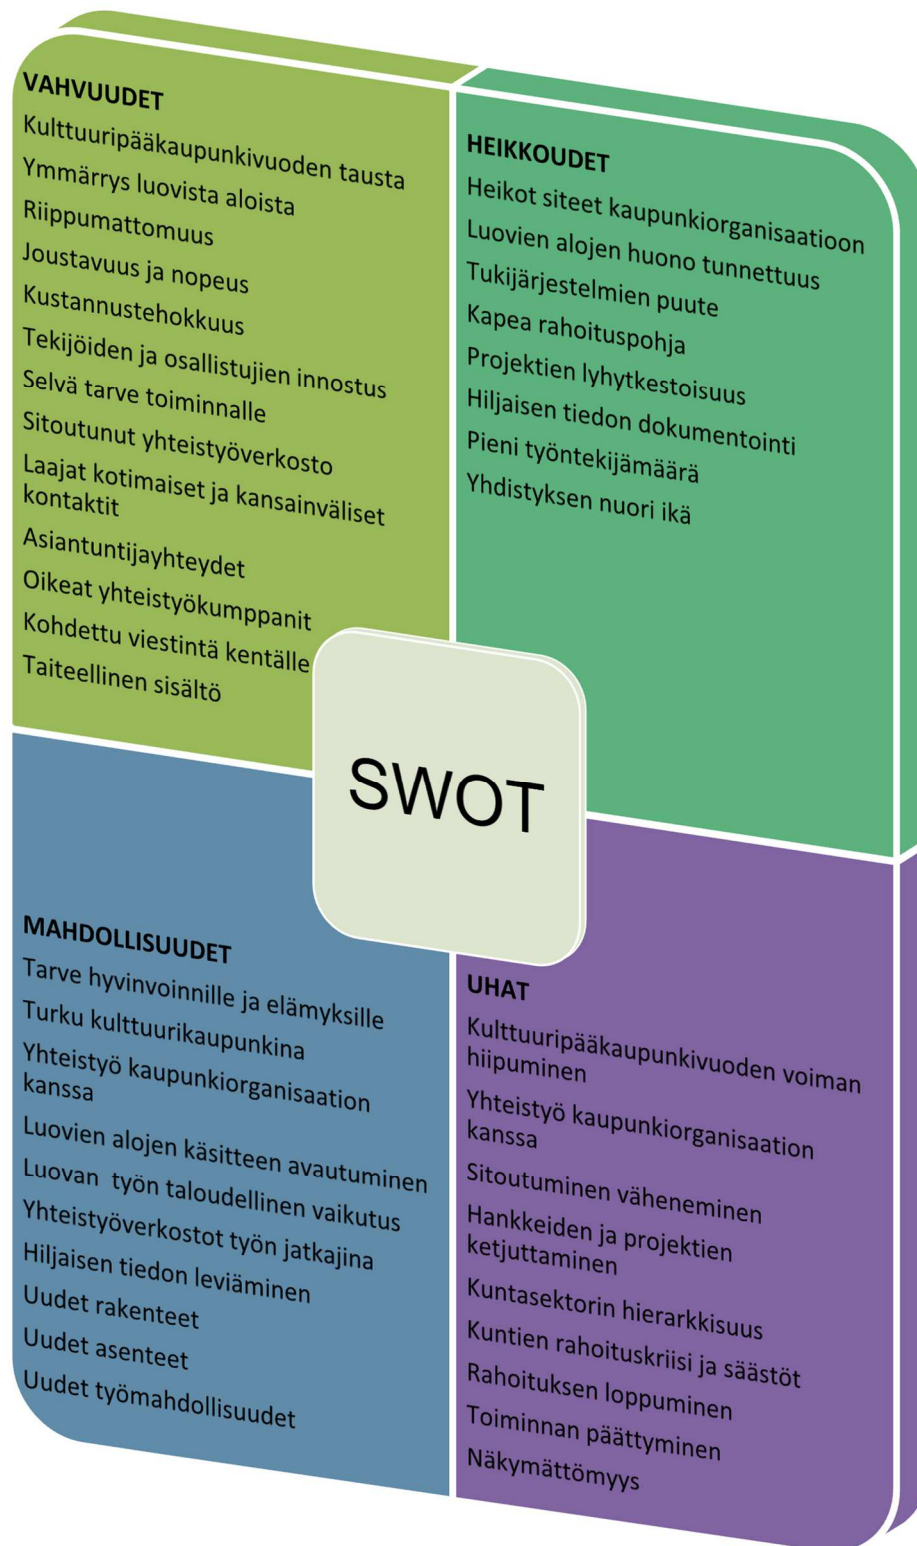 VAHVUUDET
Kulttuuripääkaupunkivuoden tausta
Ymmärrys luovista aloista
Riippumattomuus
Joustavuus ja nopeus
Kustannustehokkuus
Tekijöiden ja osallistujien innostus
Selvä tarve toiminnalle
Sitoutunut yhteistyöverkosto
Laajat kotimaiset ja kansainväliset
kontaktit
Asiantuntijayhteydet
Oikeat yhteistyökumppanit
Kohdettu viestintä kentälle
Taiteellinen sisältö
HEIKKOUDET
Heikot siteet kaupunkiorganisaatioon
Luovien alojen huono tunnettuus
Tukijärjestelmien puute
Kapea rahoituspohja
Projektien lyhytkestoisuus
Hiljaisen tiedon dokumentointi
Pieni työntekijämäärä
Yhdistyksen nuori ikä
SWOT
MAHDOLLISUUDET
Tarve hyvinvoinnille ja elämyksille
Turku kulttuurikaupunkina
Yhteistyö kaupunkiorganisaation
kanssa
Luovien alojen käsitteen avautuminen
Luovan  työn taloudellinen vaikutus
Yhteistyöverkostot työn jatkajina
Hiljaisen tiedon leviäminen
Uudet rakenteet
Uudet asenteet
Uudet työmahdollisuudet
UHAT
Kulttuuripääkaupunkivuoden voiman
hiipuminen
Yhteistyö kaupunkiorganisaation
kanssa
Sitoutuminen väheneminen
Hankkeiden ja projektien
ketjuttaminen
Kuntasektorin hierarkkisuus
Kuntien rahoituskriisi ja säästöt
Rahoituksen loppuminen
Toiminnan päättyminen
Näkymättömyys